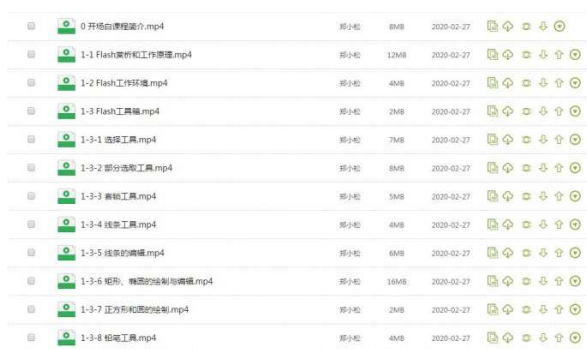 0 开场白课程简介.mp4 郑小松 8MB 2020-02-27
1-1 Flash赏析和工作原理.mp4 郑小松 12MB 2020-02-27
1-2 Flash工作环境.mp4 郑小松 4MB 2020-02-27
1-3 Flash工具箱.mp4 郑小松 2MB 2020-02-27
1-3-1 选择工具.mp4 郑小松 7MB 2020-02-27
1-3-2 部分选取工具.mp4 郑小松 8MB 2020-02-27
1-3-3 套锁工具.mp4 郑小松 5MB 2020-02-27
1-3-4 线条工具.mp4 郑小松 4MB 2020-02-27
1-3-5 线条的编辑.mp4 郑小松 6MB 2020-02-27
1-3-6 矩形、椭圆的绘制与编辑.mp4 郑小松 16MB 2020-02-27
1-3-7 正方形和圆的绘制.mp4 郑小松 2MB 2020-02-27
1-3-8 铅笔工具.mp4 郑小松 4MB 2020-02-27